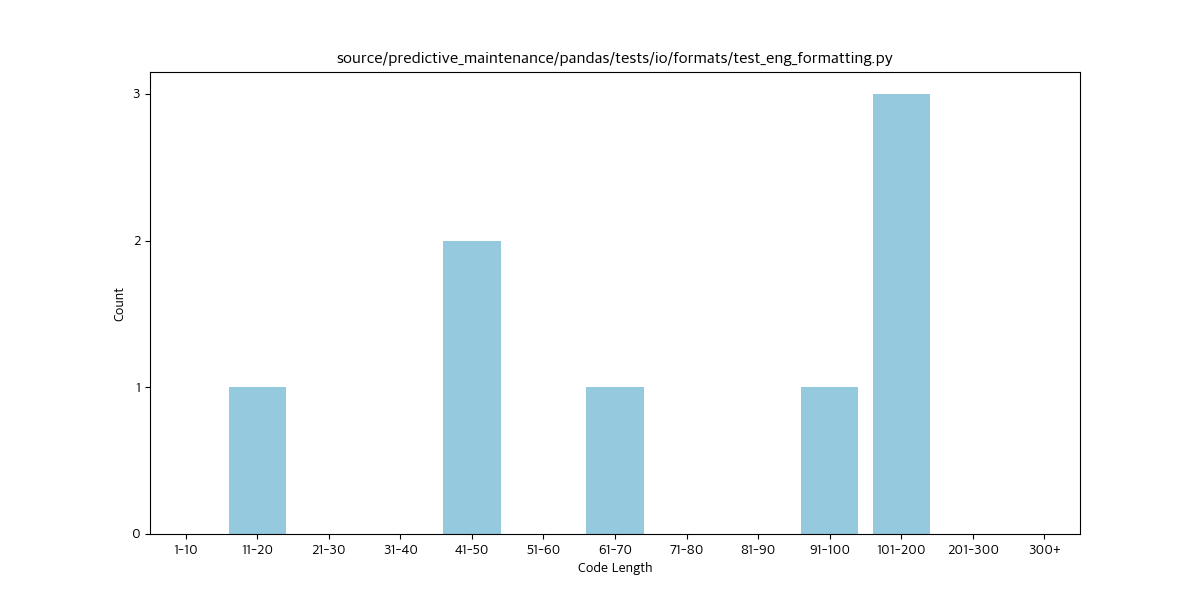 source/predictive_maintenance/pandas/tests/io/formats/test_eng_formatting.py
3
2
1
0
Count
1-10 11-20 21-30 31-40 41-50 51-60 61-70 71-80 81-90 91-100 101-200 201-300 300+
Code Length